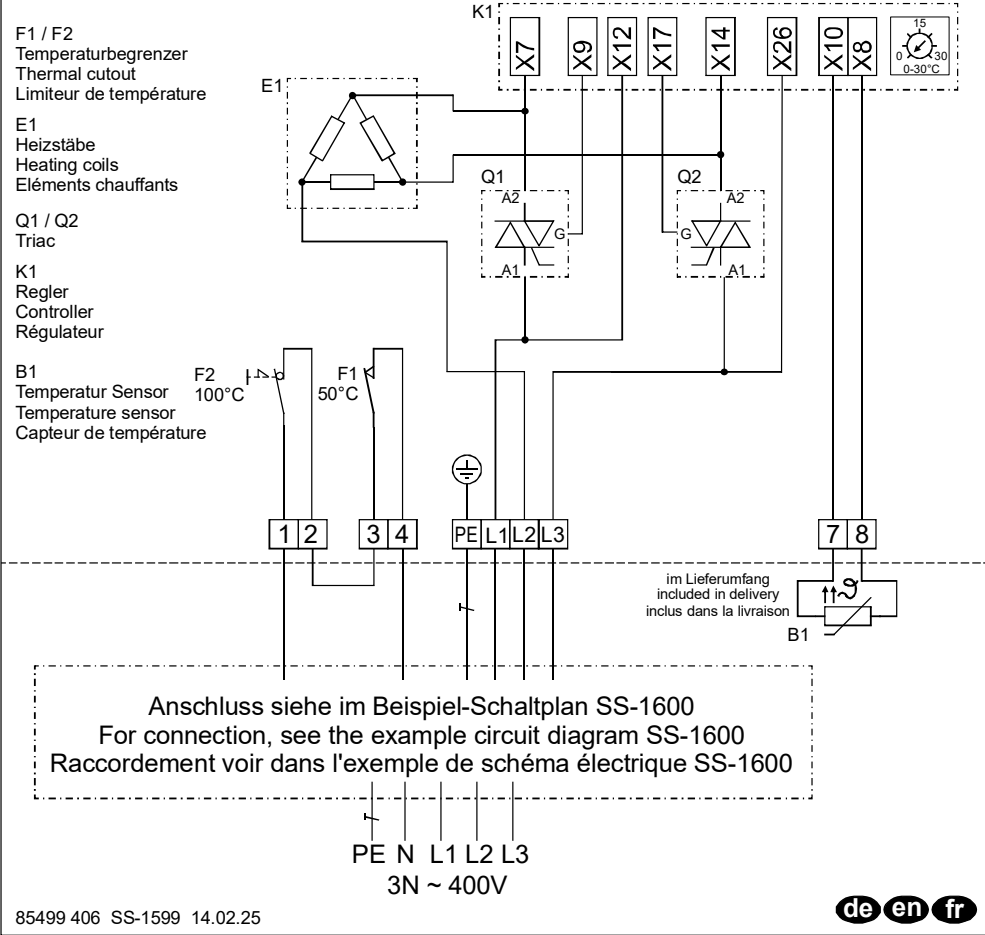 F1 / F2
Temperaturbegrenzer
Thermal cutout
Limiteur de température
E1
Heizstäbe
Heating coils
Eléments chauffants
Q1 / Q2
Triac
K1
Regler
Controller
Régulateur
B1
Temperatur Sensor
Temperature sensor
Capteur de température
K1
X7 X9 X12 X17 X14 X26 X10 X8
15
0 30
0-30°C
E1
Q1
A2
G
A1
Q2
A2
G
A1
F2
100°C
F1
50°C
1 2 3 4 PE L1 L2 L3 7 8
im Lieferumfang
included in delivery
inclus dans la livraison
B1
Anschluss siehe im Beispiel-Schaltplan SS-1600
For connection, see the example circuit diagram SS-1600
Raccordement voir dans l'exemple de schéma électrique SS-1600
PE N L1 L2 L3
3N ~ 400V
85499 406 SS-1599 14.02.25
de en fr